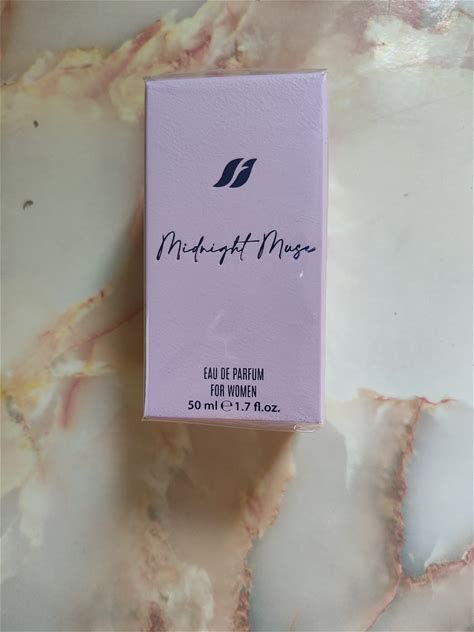 Midnight Muse
EAU DE PARFUM
FOR WOMEN
50 ml ℮ 1.7 fl.oz.